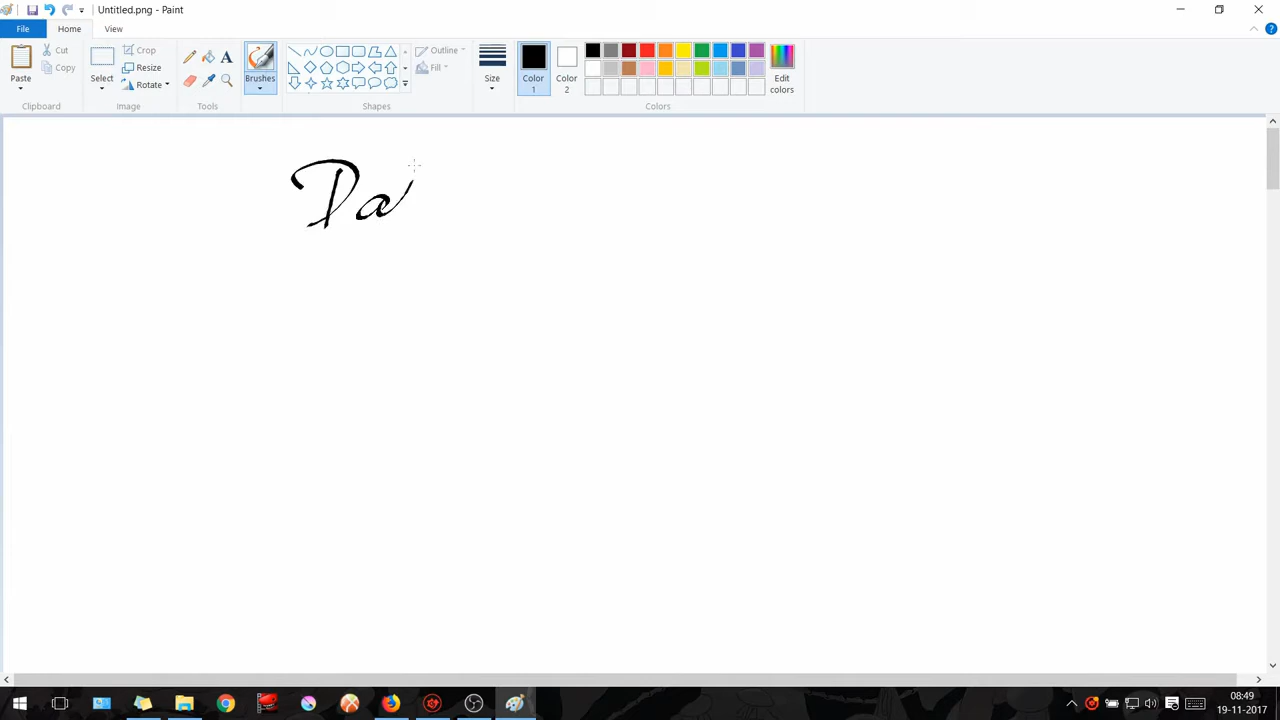 Untitled.png - Paint
File Home View
Paste Cut Copy Clipboard
Select Crop Resize Rotate Image
A Tools
Brushes
Shapes Outline Fill
Size
Color 1 Color 2 Edit colors Colors
Da
08:49
19-11-2017